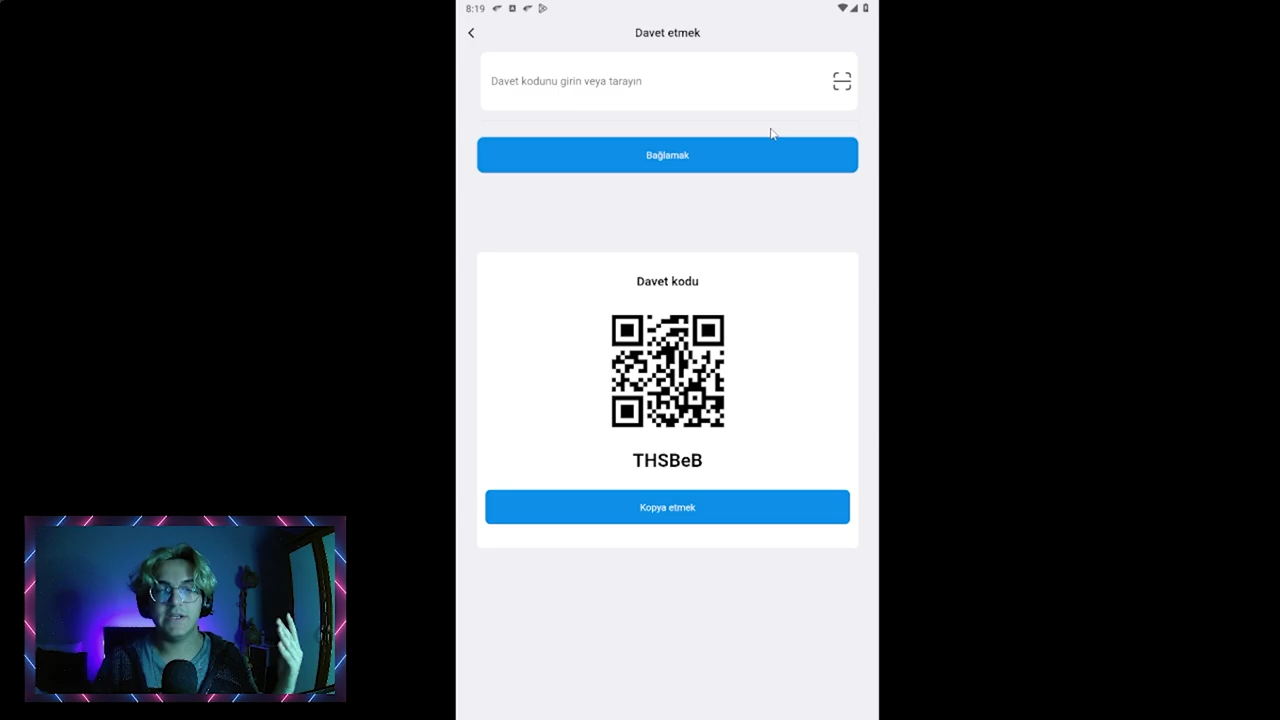 8:19
Davet etmek
Davet kodunu girin veya tarayın
Bağlamak
Davet kodu
THSBeB
Kopya etmek